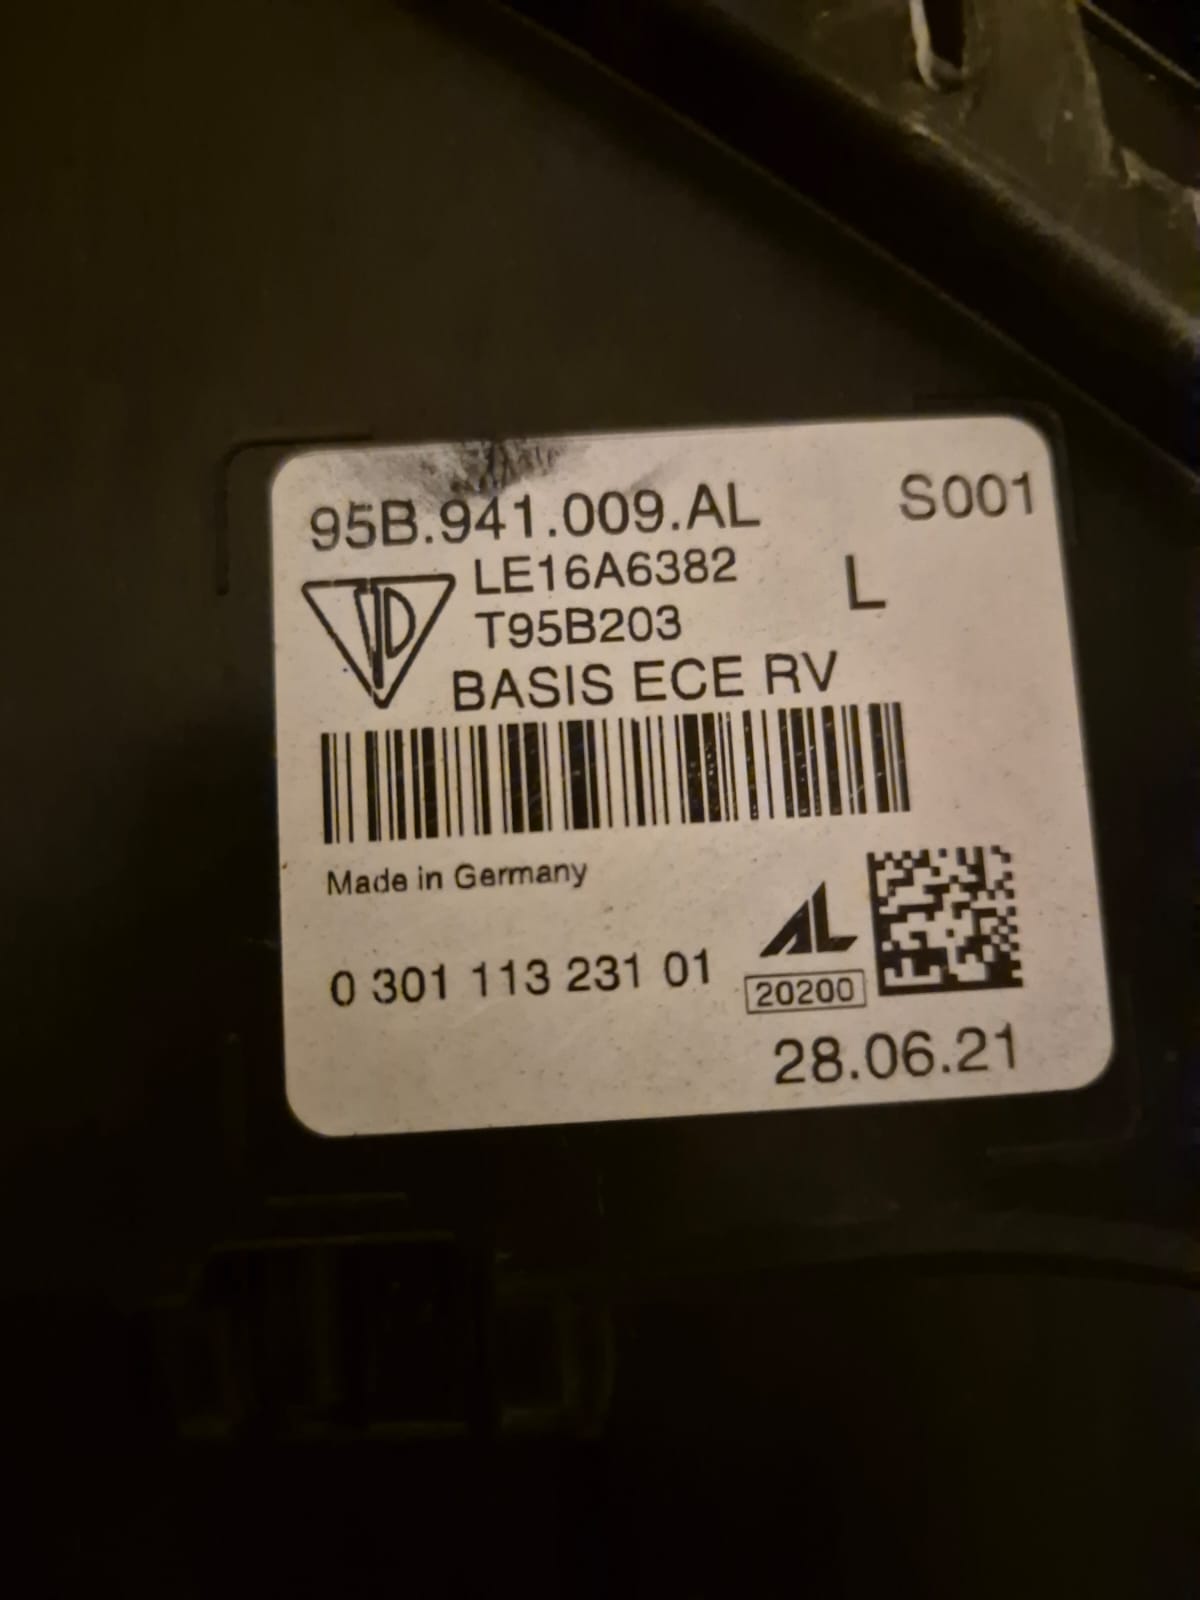 95B.941.009.AL S001
LE16A6382 L
T95B203
BASIS ECE RV
Made in Germany
AL
0 301 113 231 01
20200
28.06.21